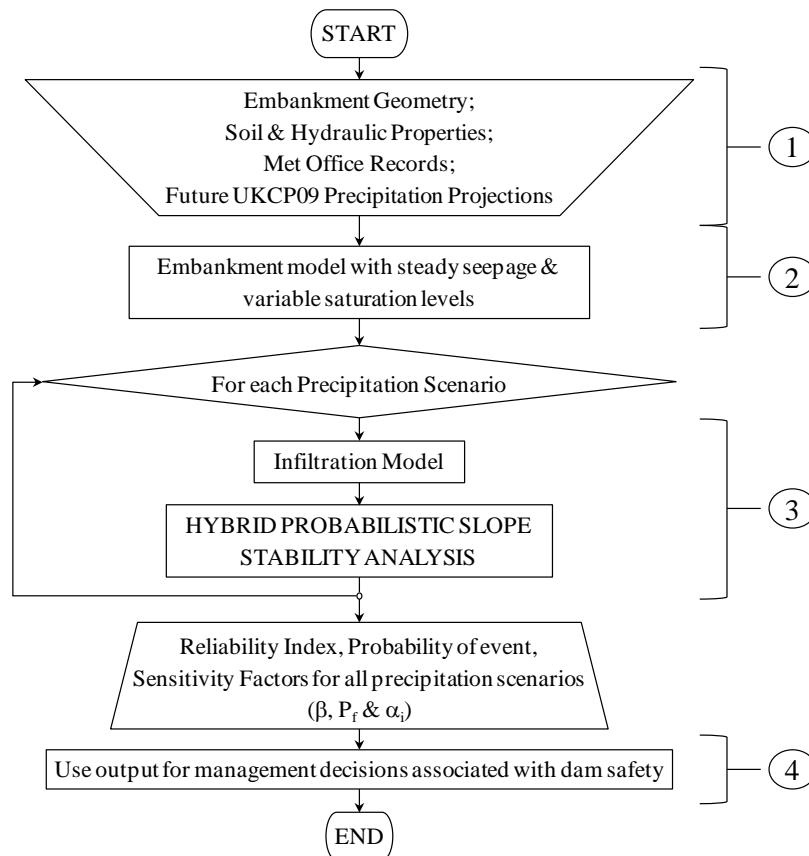 START
Embankment Geometry;
Soil & Hydraulic Properties;
Met Office Records;
Future UKCP09 Precipitation Projections
1
Embankment model with steady seepage &
variable saturation levels
2
For each Precipitation Scenario
Infiltration Model
HYBRID PROBABILISTIC SLOPE
STABILITY ANALYSIS
3
Reliability Index, Probability of event,
Sensitivity Factors for all precipitation scenarios
(β, Pf & αi)
Use output for management decisions associated with dam safety
4
END